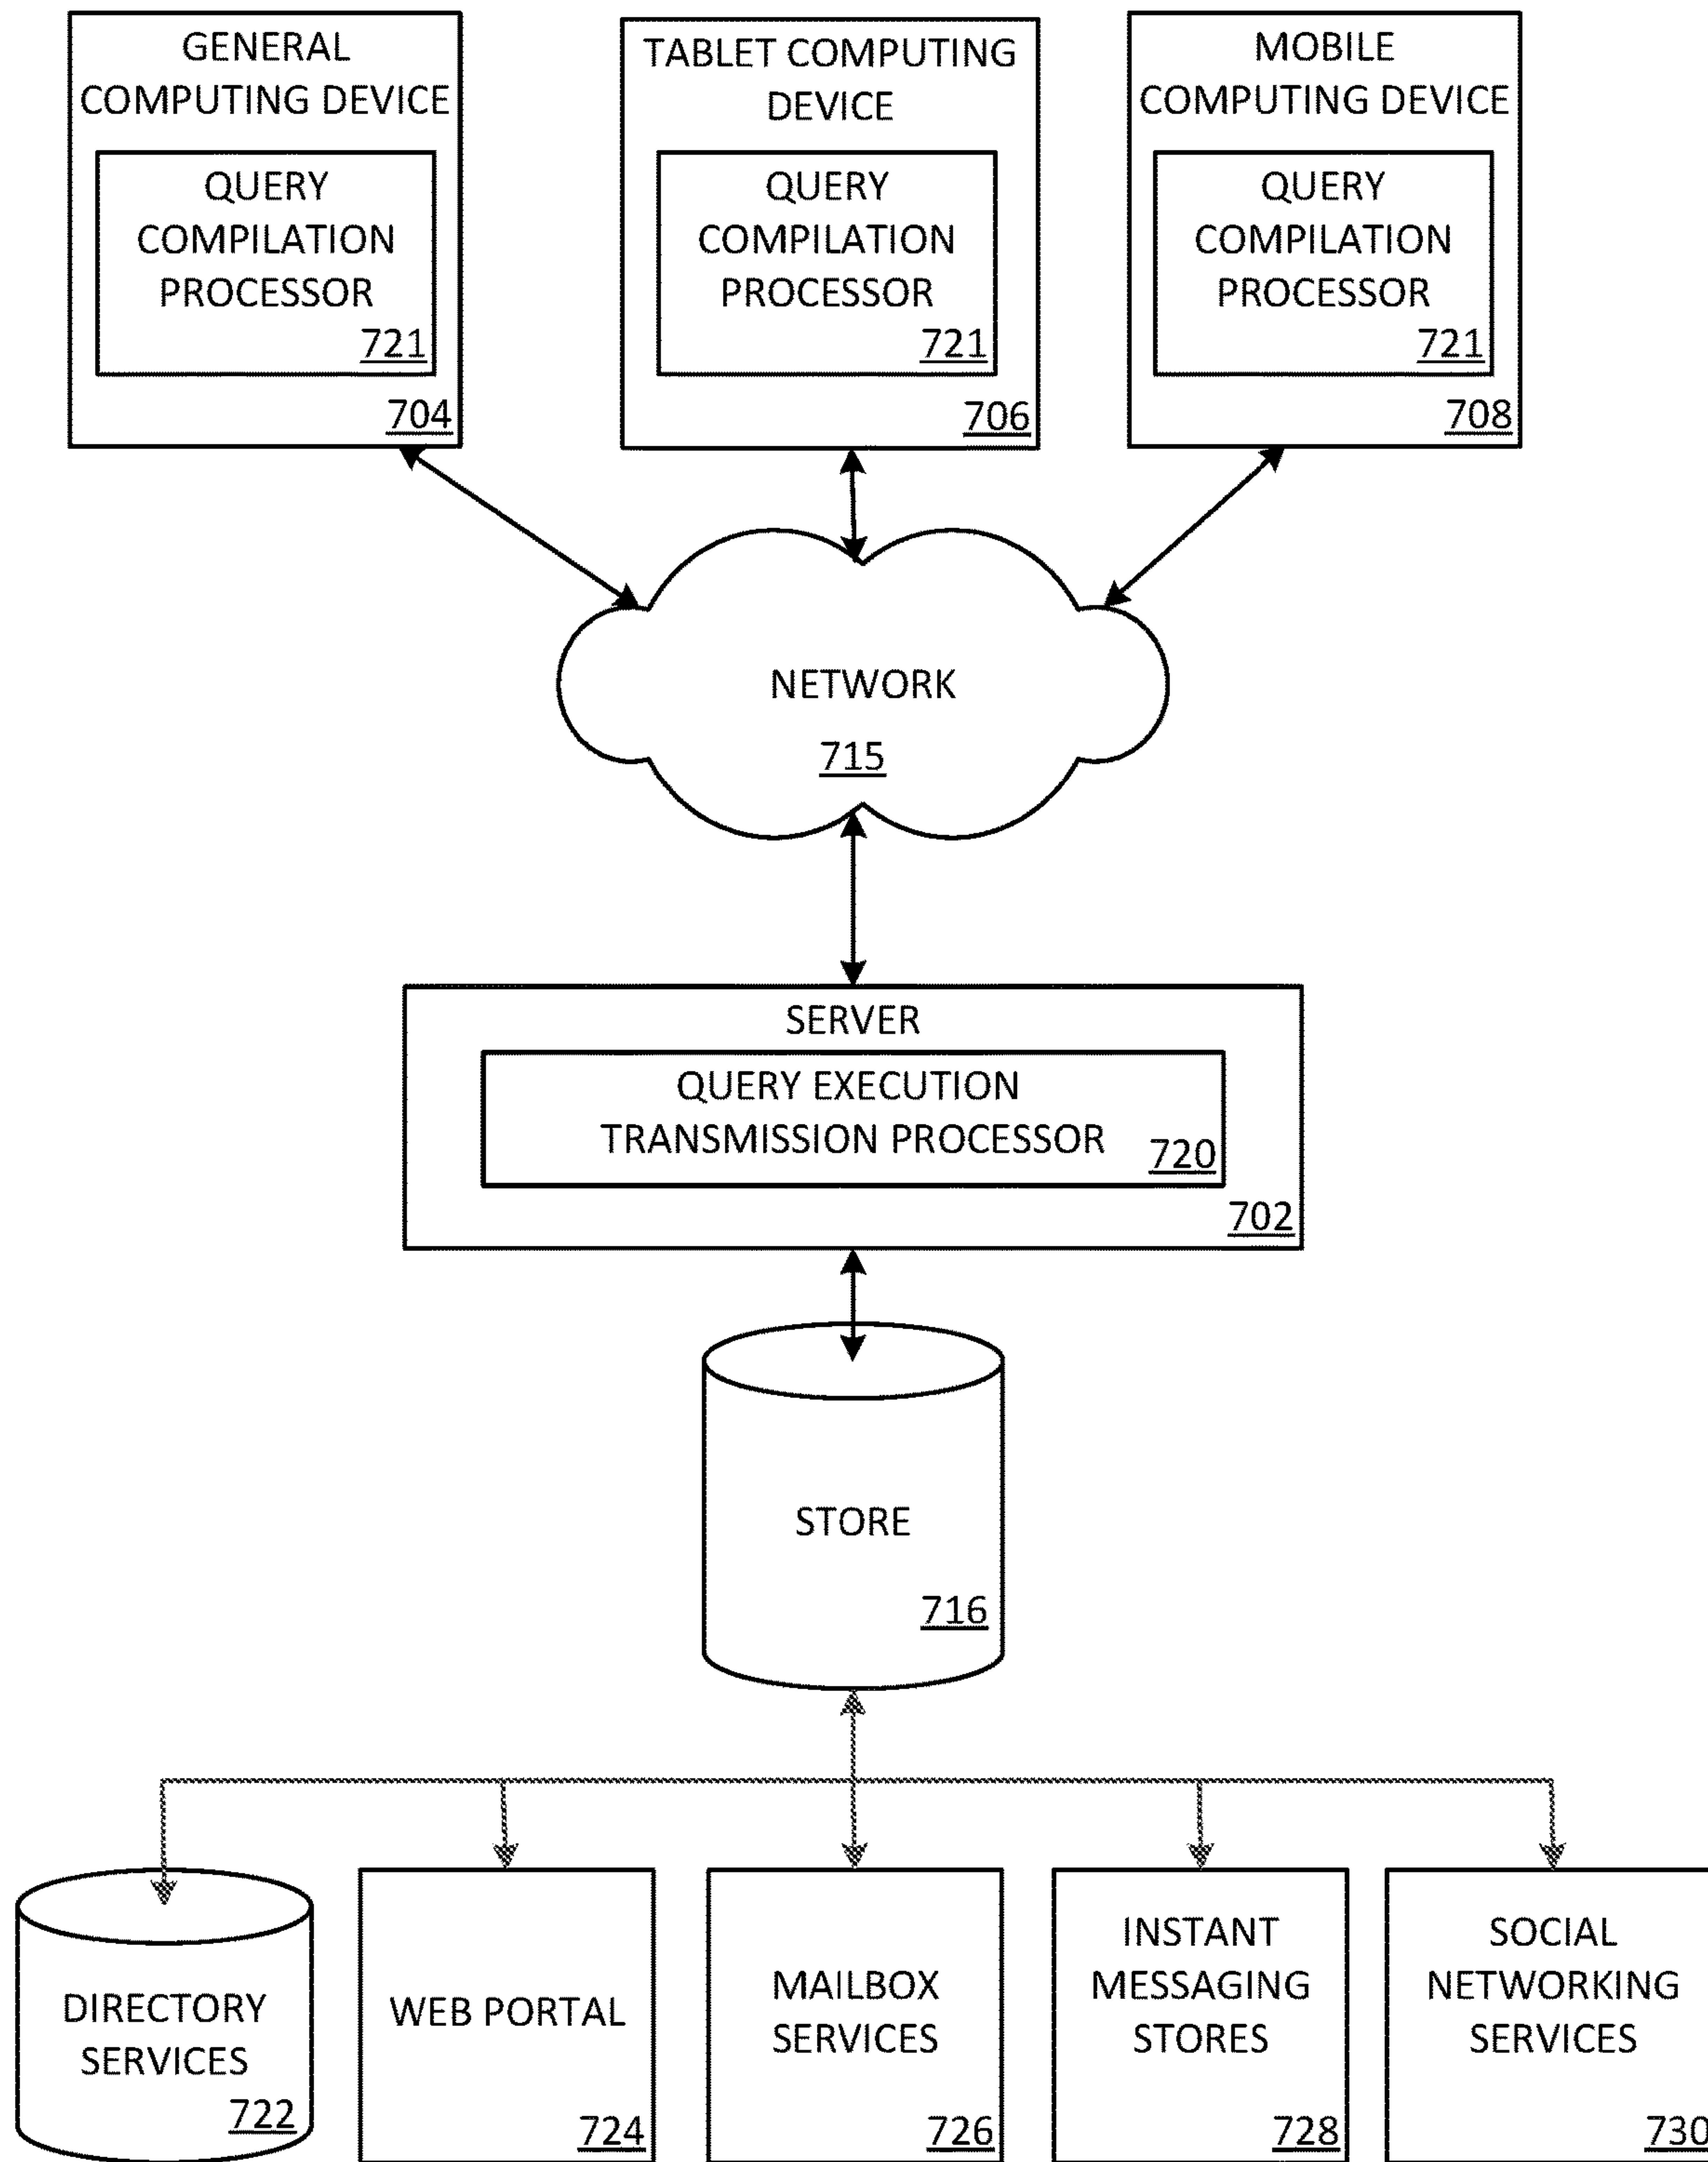 GENERAL
COMPUTING DEVICE
QUERY
COMPILATION
PROCESSOR
721
704
TABLET COMPUTING
DEVICE
QUERY
COMPILATION
PROCESSOR
721
706
MOBILE
COMPUTING DEVICE
QUERY
COMPILATION
PROCESSOR
721
708
NETWORK
715
SERVER
QUERY EXECUTION
TRANSMISSION PROCESSOR
720
702
STORE
716
DIRECTORY
SERVICES
722
WEB PORTAL
724
MAILBOX
SERVICES
726
INSTANT
MESSAGING
STORES
728
SOCIAL
NETWORKING
SERVICES
730